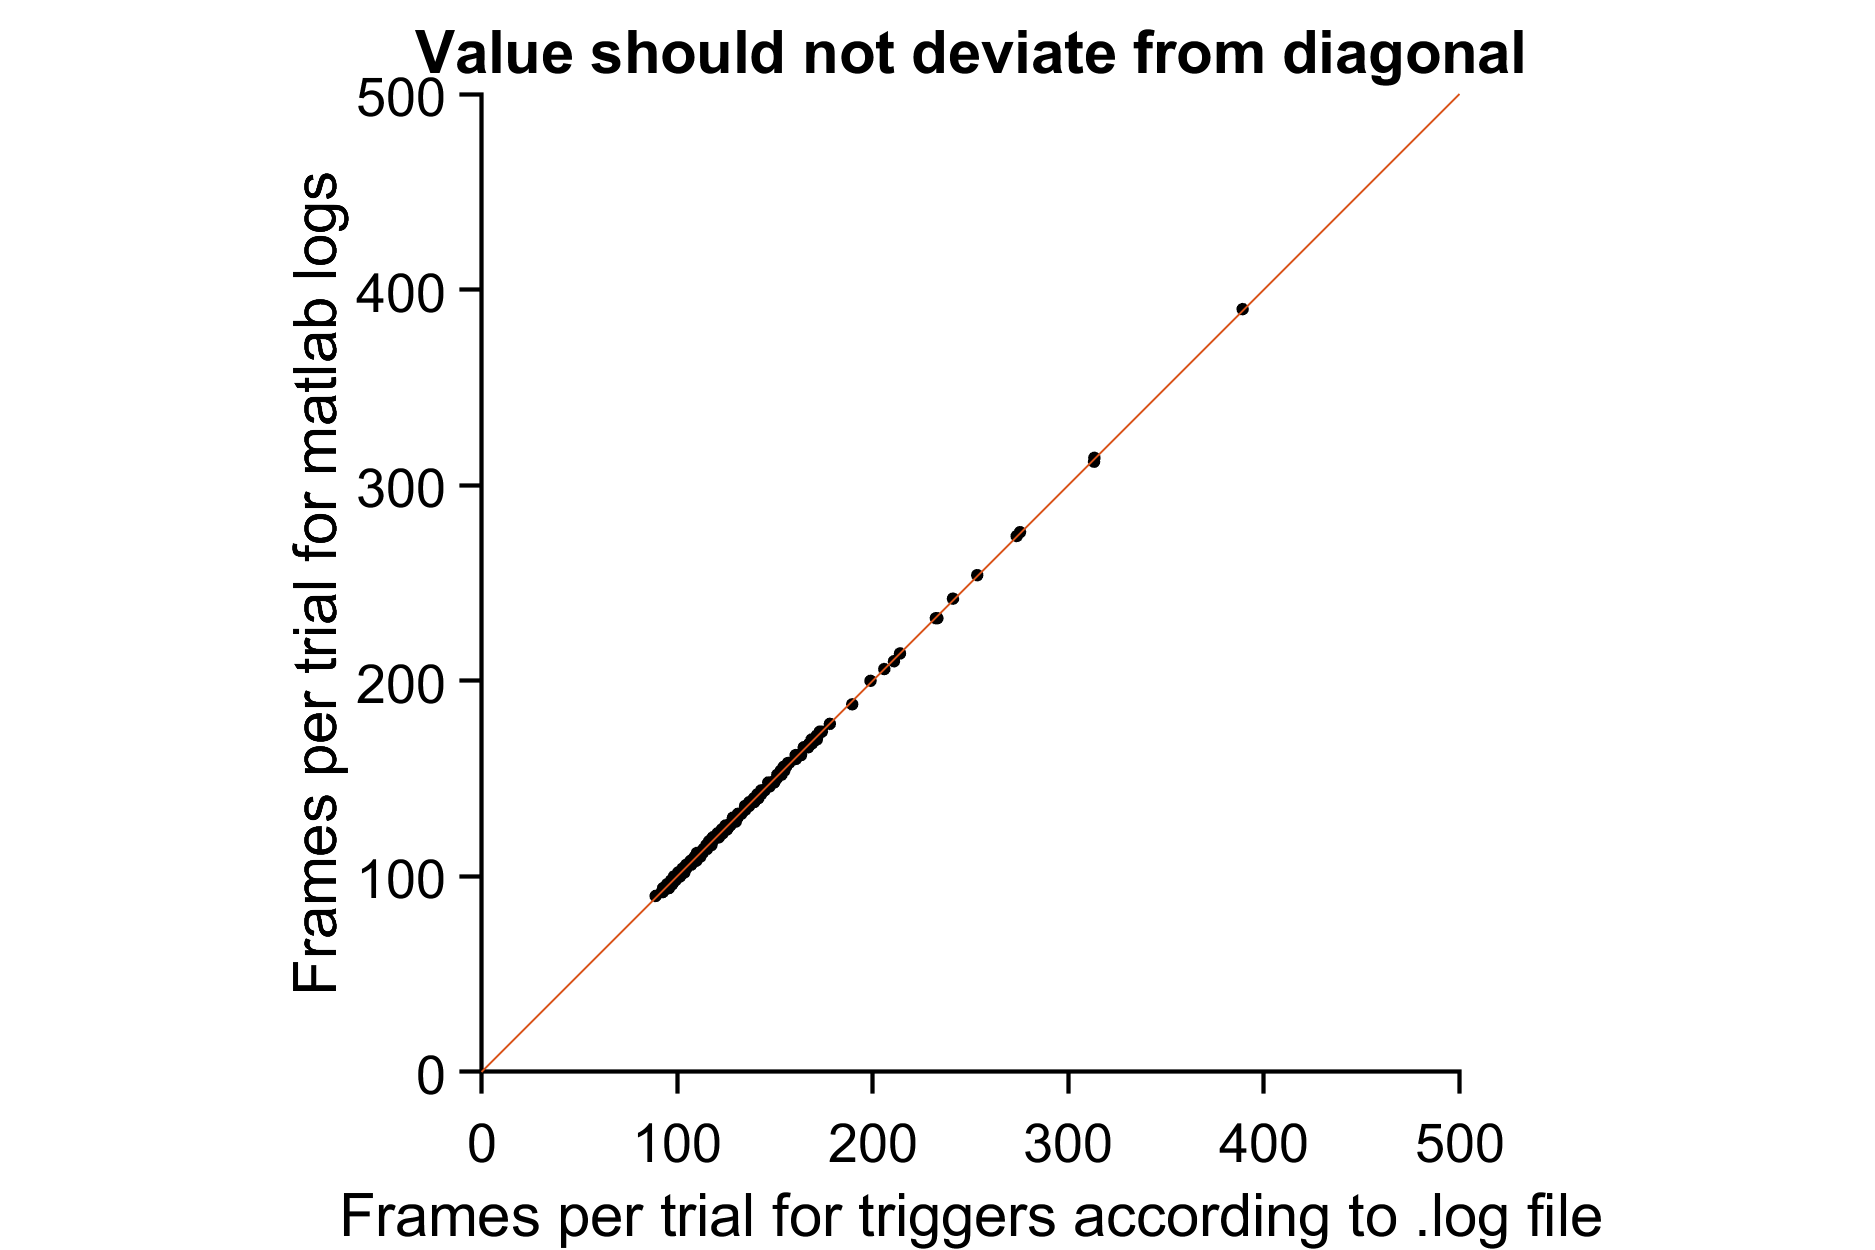 Value should not deviate from diagonal
500
400
300
200
100
0
Frames per trial for matlab logs
0 100 200 300 400 500
Frames per trial for triggers according to .log file